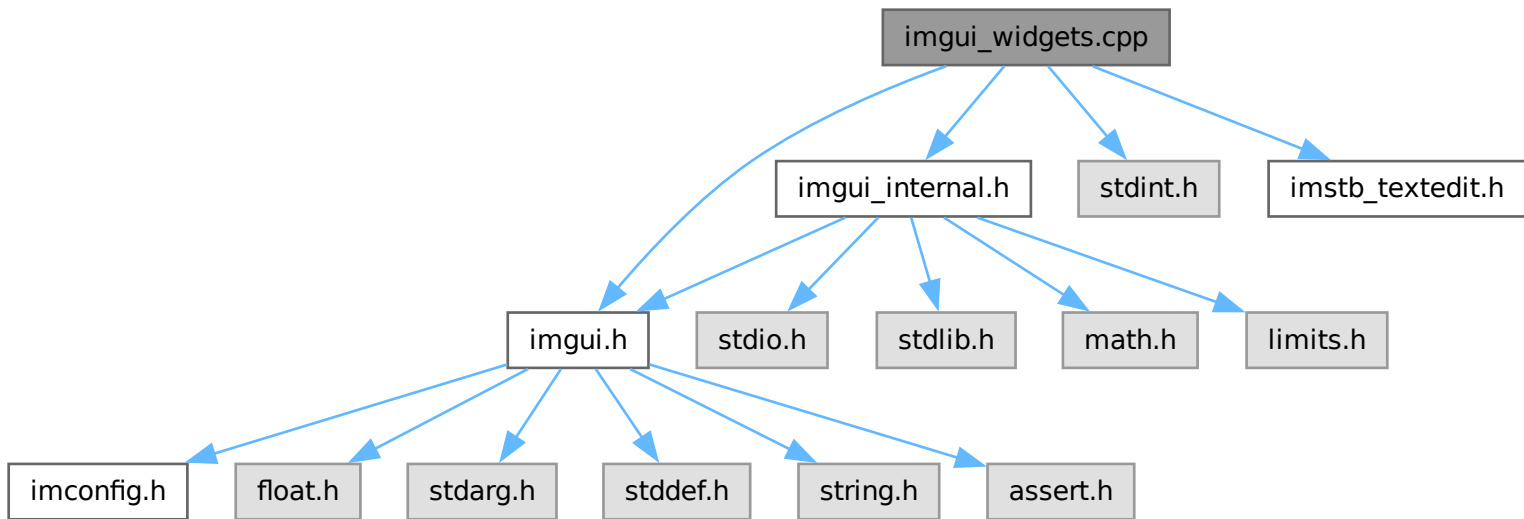 imgui_widgets.cpp
imgui_internal.h
stdint.h
imstb_textedit.h
imgui.h
stdio.h
stdlib.h
math.h
limits.h
imconfig.h
float.h
stdarg.h
stddef.h
string.h
assert.h